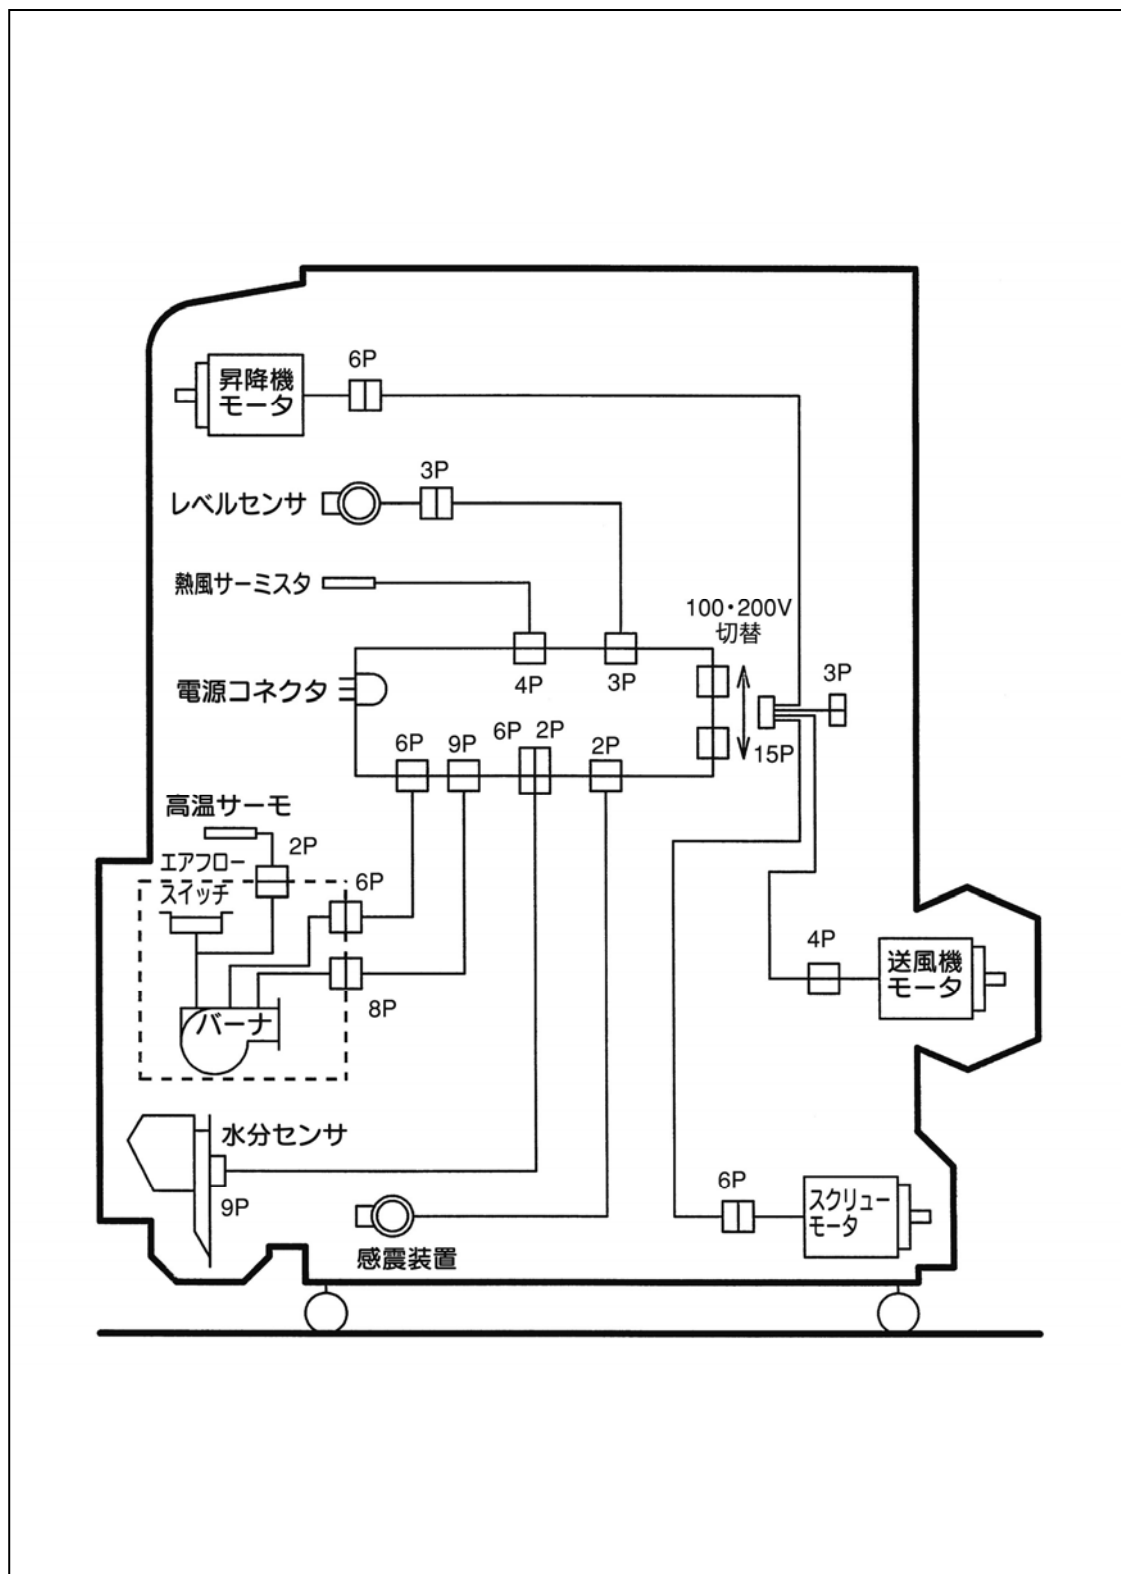 6P
昇降機
モータ
3P
レベルセンサ
熱風サーミスタ
100・200V
切替
4P
3P
3P
電源コネクタ
6P
9P
6P
2P
2P
15P
高温サーモ
2P
エアフロー
スイッチ
6P
4P
送風機
モータ
8P
バーナ
水分センサ
9P
6P
スクリュー
モータ
感震装置